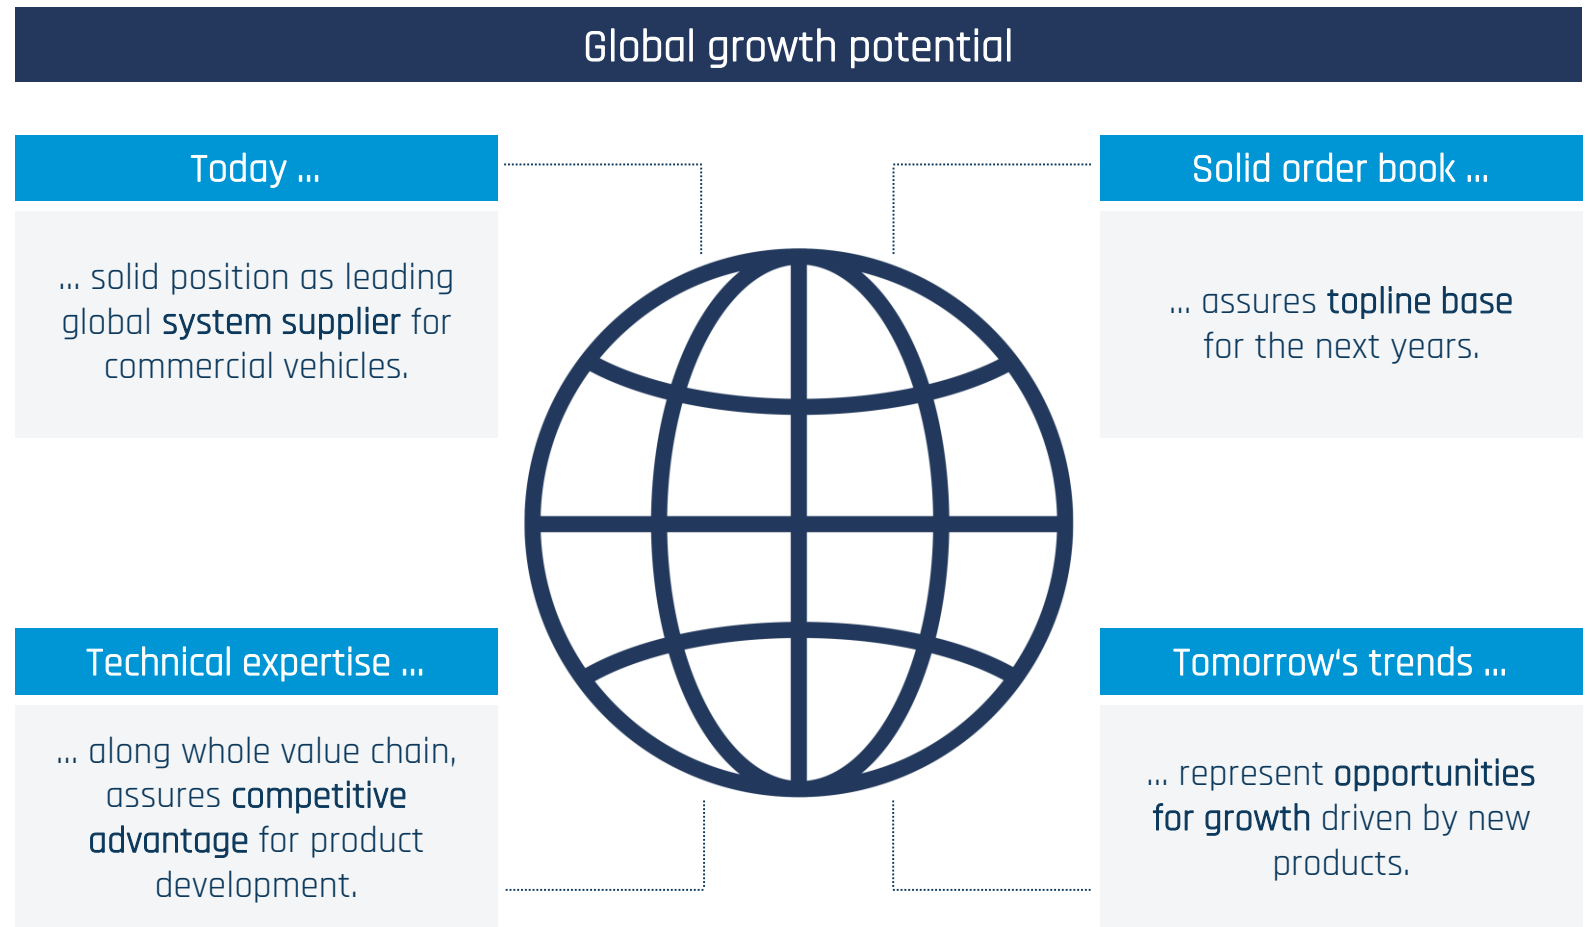 Global growth potential
Today ...
... solid position as leading
global system supplier for
commercial vehicles.
Solid order book ...
... assures topline base
for the next years.
Technical expertise ...
... along whole value chain,
assures competitive
advantage for product
development.
Tomorrow‘s trends ...
... represent opportunities
for growth driven by new
products.